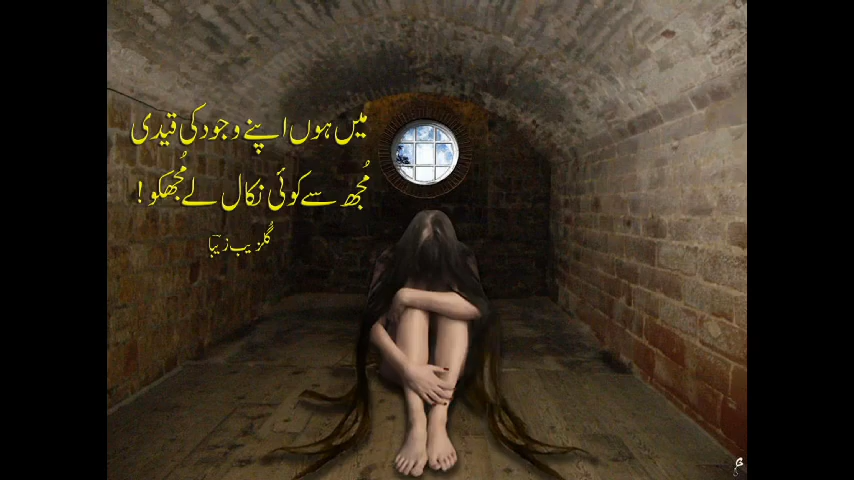 میں ہوں اپنے وجود کی قیدی
مُجھ سے کوئی نکال لے مُجھکو !
گلزیب زیباؔ